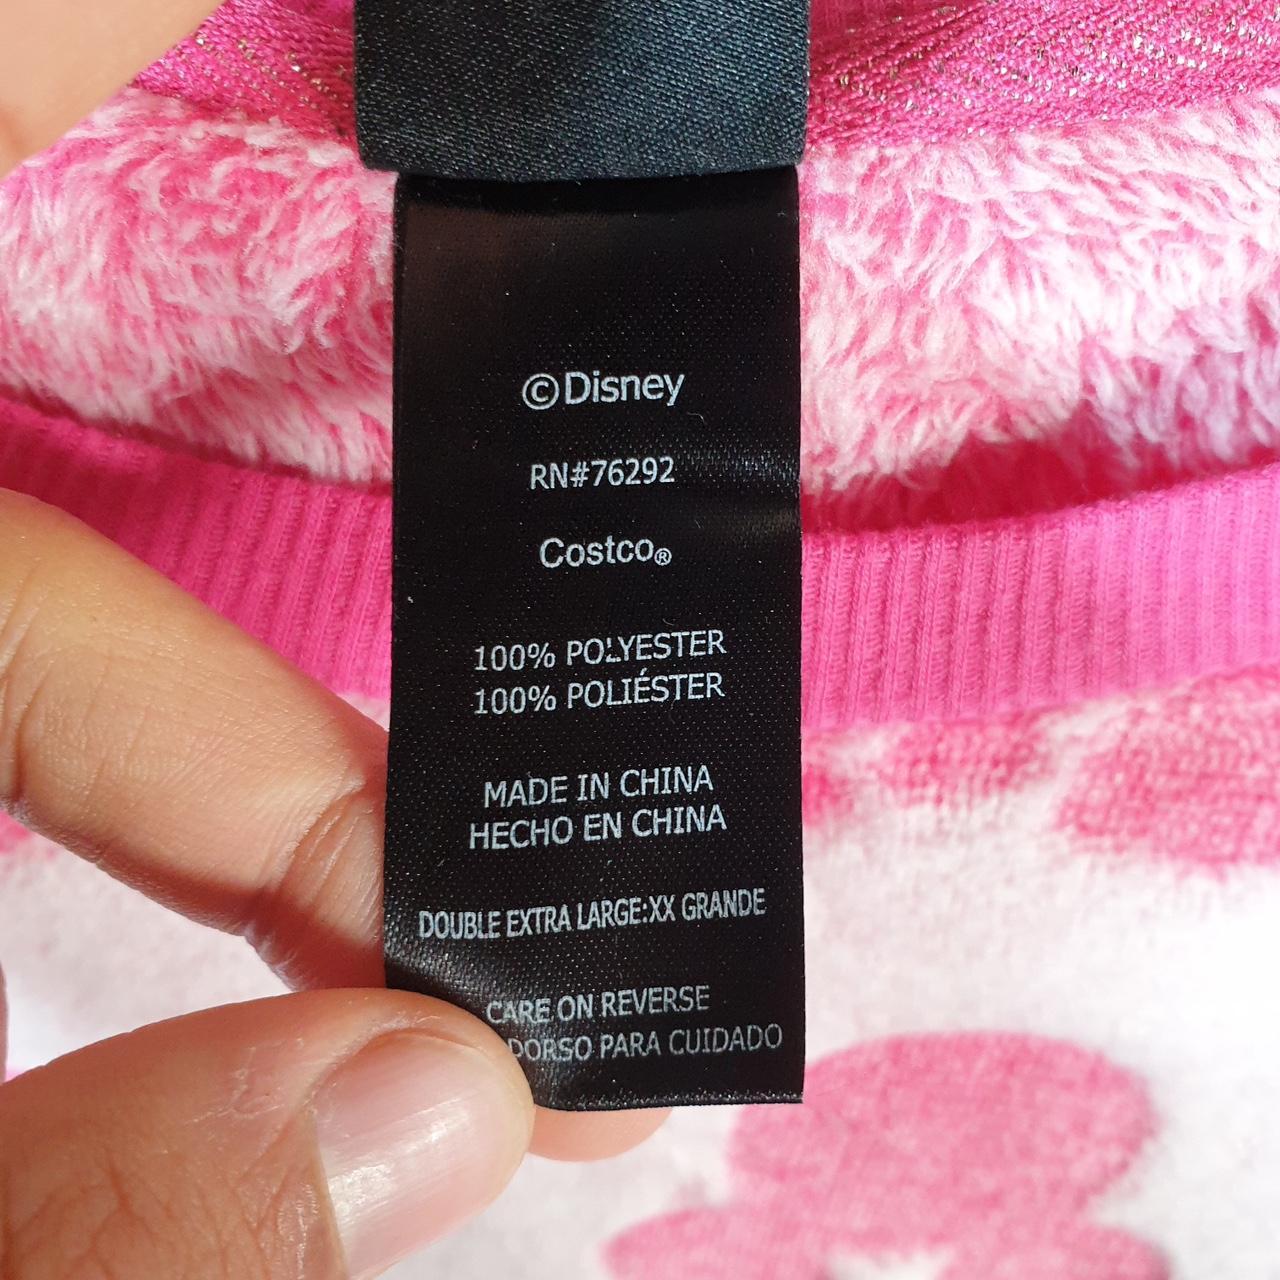 ©Disney
RN#76292
Costco®
100% POLYESTER
100% POLIÉSTER
MADE IN CHINA
HECHO EN CHINA
DOUBLE EXTRA LARGE:XX GRANDE
CARE ON REVERSE
DORSO PARA CUIDADO